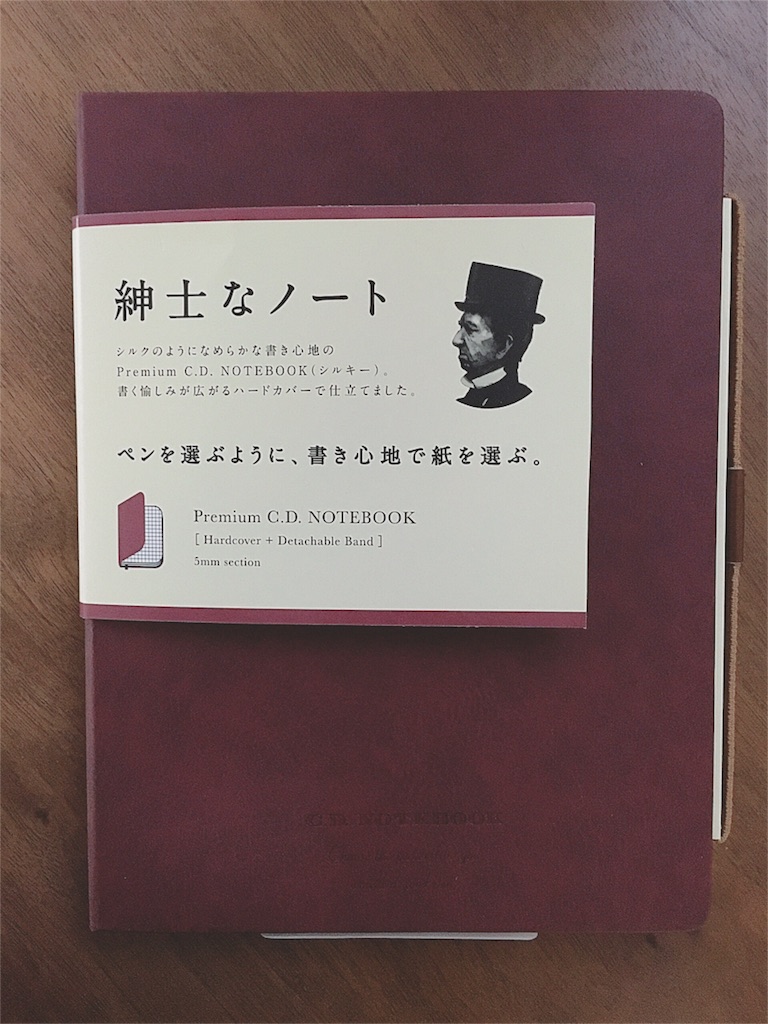 紳士なノート
シルクのようになめらかな書き心地の
Premium C.D. NOTEBOOK(シルキー)。
書く愉しみが広がるハードカバーで仕立てました。
ペンを選ぶように、書き心地で紙を選ぶ。
Premium C.D. NOTEBOOK
[ Hardcover + Detachable Band ]
5mm section
NOTEBOOK